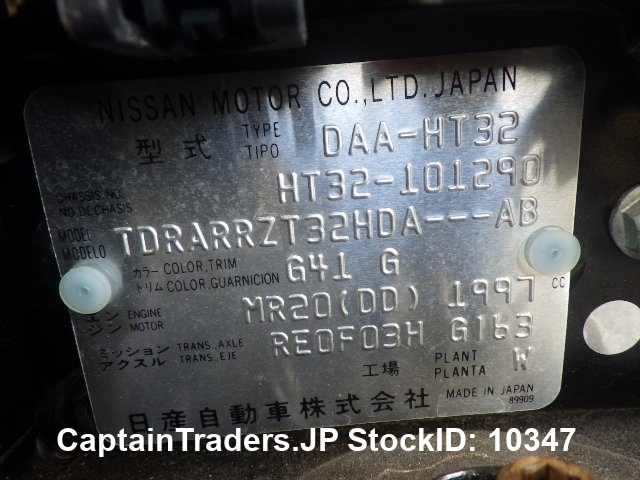 NISSAN MOTOR CO.,LTD.JAPAN
型式 TYPE TIPO DAA-HT32
CHASSIS-NO. NO.DE.CHASIS HT32-101290
MODEL MODELO TDRARRZT32HDA---AB
カラー COLOR,TRIM トリム COLOR,GUARNICION G41 G
エンジン ENGINE MOTOR MR20(DD) 1997 CC
ミッション アクスル TRANS.,AXLE TRANS.,EJE RE0F03H G163
工場 PLANT PLANTA W
日産自動車株式会社 MADE IN JAPAN
89909
CaptainTraders.JP StockID: 10347